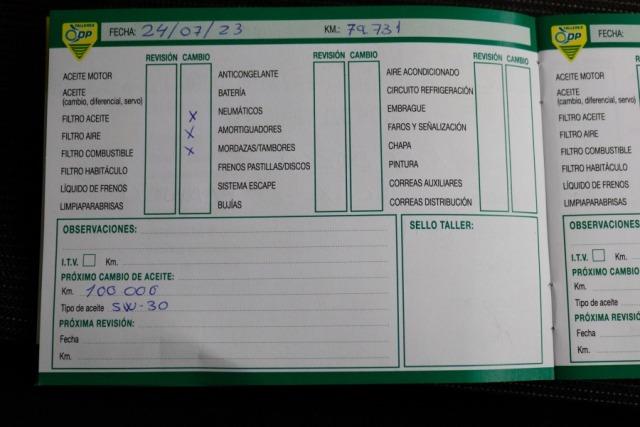 TALLERES
DPP
FECHA: 24/07/23
KM.: 79.731
REVISIÓN CAMBIO
ACEITE MOTOR
ACEITE
(cambio, diferencial, servo)
FILTRO ACEITE X
FILTRO AIRE X
FILTRO COMBUSTIBLE X
FILTRO HABITÁCULO
LÍQUIDO DE FRENOS
LIMPIAPARABRISAS
REVISIÓN CAMBIO
ANTICONGELANTE
BATERÍA
NEUMÁTICOS
AMORTIGUADORES
MORDAZAS/TAMBORES
FRENOS PASTILLAS/DISCOS
SISTEMA ESCAPE
BUJÍAS
REVISIÓN CAMBIO
AIRE ACONDICIONADO
CIRCUITO REFRIGERACIÓN
EMBRAGUE
FAROS Y SEÑALIZACIÓN
CHAPA
PINTURA
CORREAS AUXILIARES
CORREAS DISTRIBUCIÓN
OBSERVACIONES:
I.T.V. Km.
PRÓXIMO CAMBIO DE ACEITE:
Km. 100 000
Tipo de aceite 5W-30
PRÓXIMA REVISIÓN:
Fecha
Km.
SELLO TALLER:
TALLERES
DPP
FECHA:
ACEITE MOTOR
ACEITE
(cambio, diferencial, se
FILTRO ACEITE
FILTRO AIRE
FILTRO COMBUSTIBLE
FILTRO HABITÁCULO
LÍQUIDO DE FRENOS
LIMPIAPARABRISAS
OBSERVACIONES
I.T.V. Km
PRÓXIMO CAMBIO
Km.
Tipo de aceite
PRÓXIMA REVISI
Fecha
Km.